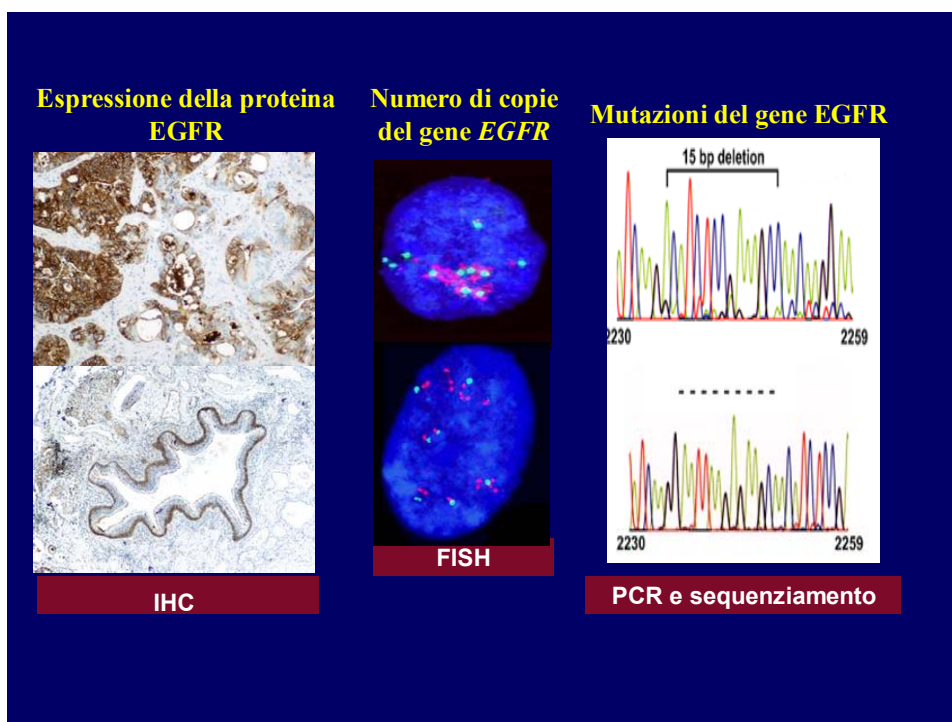 Espressione della proteina
EGFR
IHC
Numero di copie
del gene EGFR
FISH
Mutazioni del gene EGFR
15 bp deletion
2230 2259
2230 2259
PCR e sequenziamento